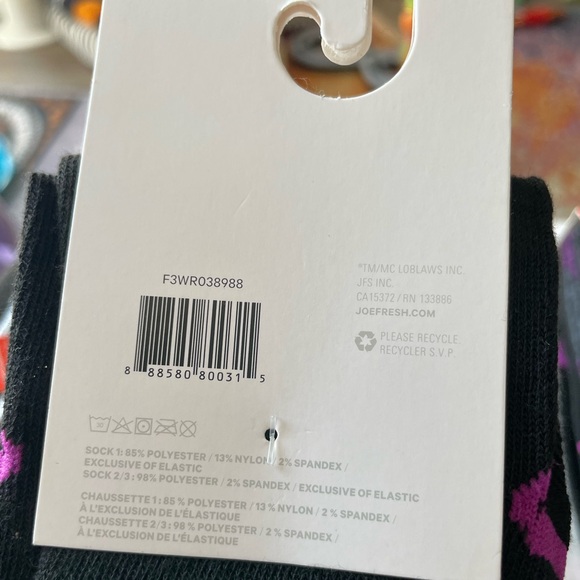 F3WR038988
8 88580 80031 5
®TM/MC LOBLAWS INC.
JFS INC.
CA15372 / RN 133886
JOEFRESH.COM
PLEASE RECYCLE.
RECYCLER S.V.P
SOCK 1: 85% POLYESTER / 13% NYLON / 2% SPANDEX /
EXCLUSIVE OF ELASTIC
SOCK 2/3: 98% POLYESTER / 2% SPANDEX / EXCLUSIVE OF ELASTIC
CHAUSSETTE 1: 85 % POLYESTER / 13 % NYLON / 2 % SPANDEX /
À L'EXCLUSION DE L'ÉLASTIQUE
CHAUSSETTE 2/3: 98 % POLYESTER / 2 % SPANDEX /
À L'EXCLUSION DE L'ÉLASTIQUE